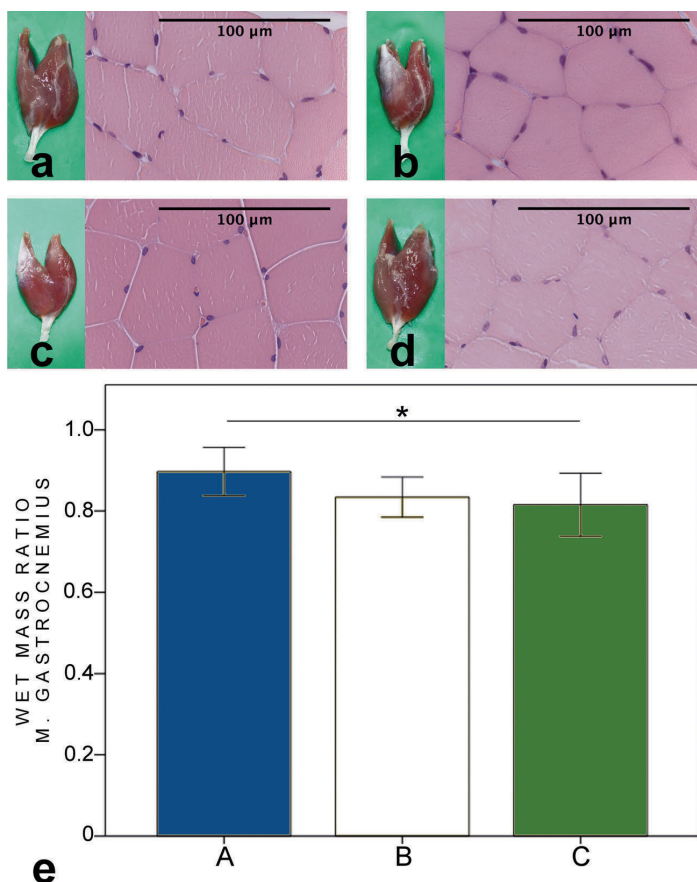 100 µm
100 µm
a
b
100 µm
100 µm
c
d
*
1.0
0.8
0.6
0.4
0.2
0
WET MASS RATIO
M. GASTROCNEMIUS
A
B
C
e